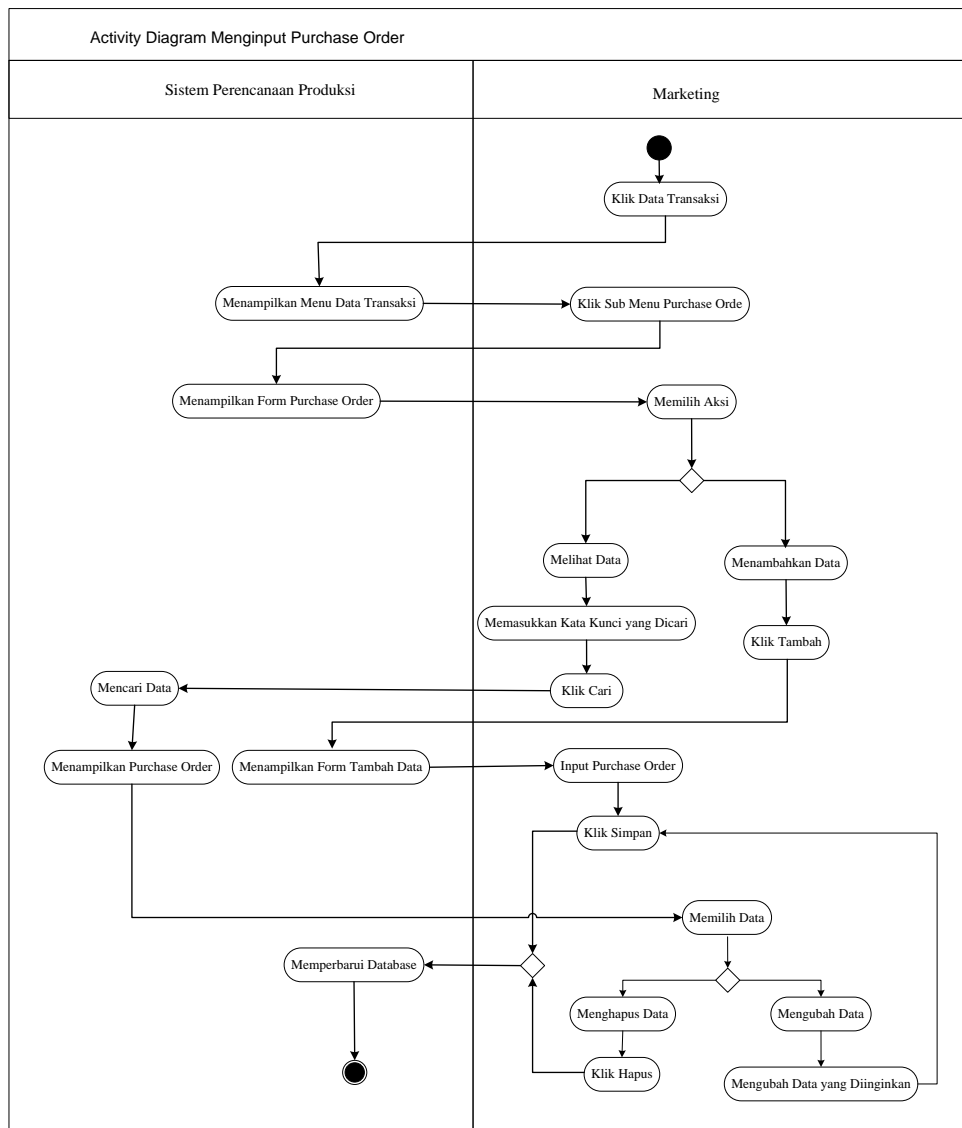 Activity Diagram Menginput Purchase Order
Sistem Perencanaan Produksi
Marketing
Klik Data Transaksi
Menampilkan Menu Data Transaksi
Klik Sub Menu Purchase Orde
Menampilkan Form Purchase Order
Memilih Aksi
Melihat Data
Menambahkan Data
Memasukkan Kata Kunci yang Dicari
Klik Tambah
Mencari Data
Klik Cari
Menampilkan Purchase Order
Menampilkan Form Tambah Data
Input Purchase Order
Klik Simpan
Memilih Data
Memperbarui Database
Menghapus Data
Mengubah Data
Klik Hapus
Mengubah Data yang Diinginkan